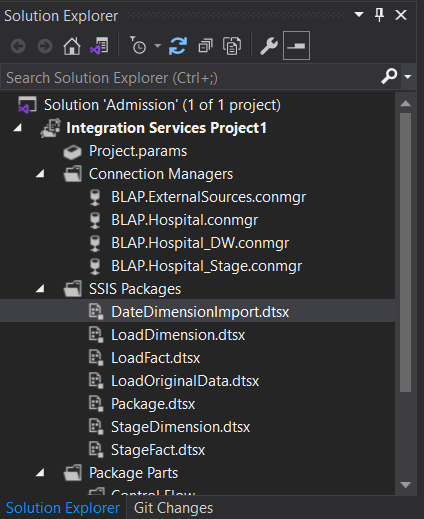 Solution Explorer
Search Solution Explorer (Ctrl+;)
Solution 'Admission' (1 of 1 project)
Integration Services Project1
Project.params
Connection Managers
BLAP.ExternalSources.conmgr
BLAP.Hospital.conmgr
BLAP.Hospital_DW.conmgr
BLAP.Hospital_Stage.conmgr
SSIS Packages
DateDimensionImport.dtsx
LoadDimension.dtsx
LoadFact.dtsx
LoadOriginalData.dtsx
Package.dtsx
StageDimension.dtsx
StageFact.dtsx
Package Parts
Control Flow
Solution Explorer Git Changes